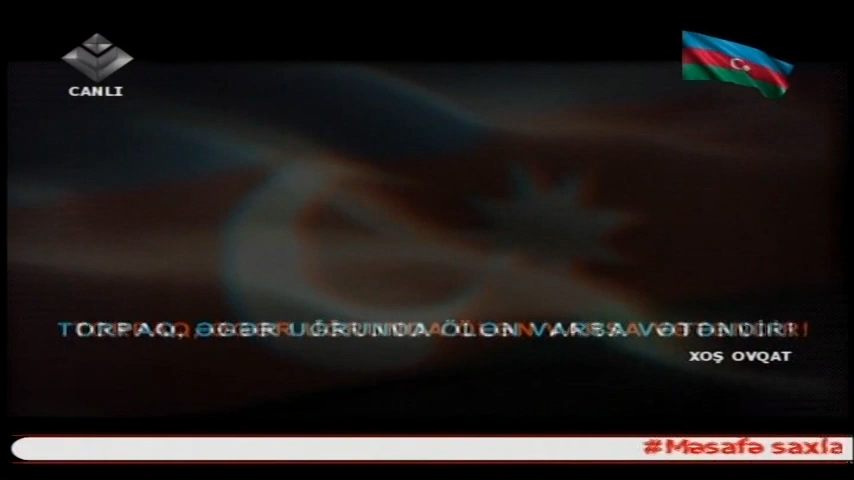 CANLI
TORPAQ, ƏGƏR UĞRUNDA ÖLƏN VARSA VƏTƏNDİR!
XOŞ OVQAT
#Məsafə saxla